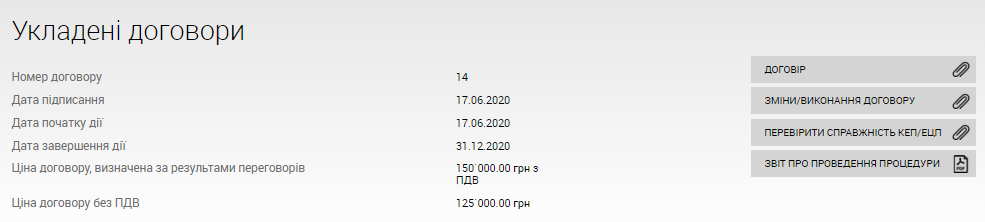 Укладені договори
Номер договору 14
Дата підписання 17.06.2020
Дата початку дії 17.06.2020
Дата завершення дії 31.12.2020
Ціна договору, визначена за результами переговорів 150`000.00 грн з
ПДВ
Ціна договору без ПДВ 125`000.00 грн
ДОГОВІР
ЗМІНИ/ВИКОНАННЯ ДОГОВОРУ
ПЕРЕВІРИТИ СПРАВЖНІСТЬ КЕП/ЕЦП
ЗВІТ ПРО ПРОВЕДЕННЯ ПРОЦЕДУРИ
PDF